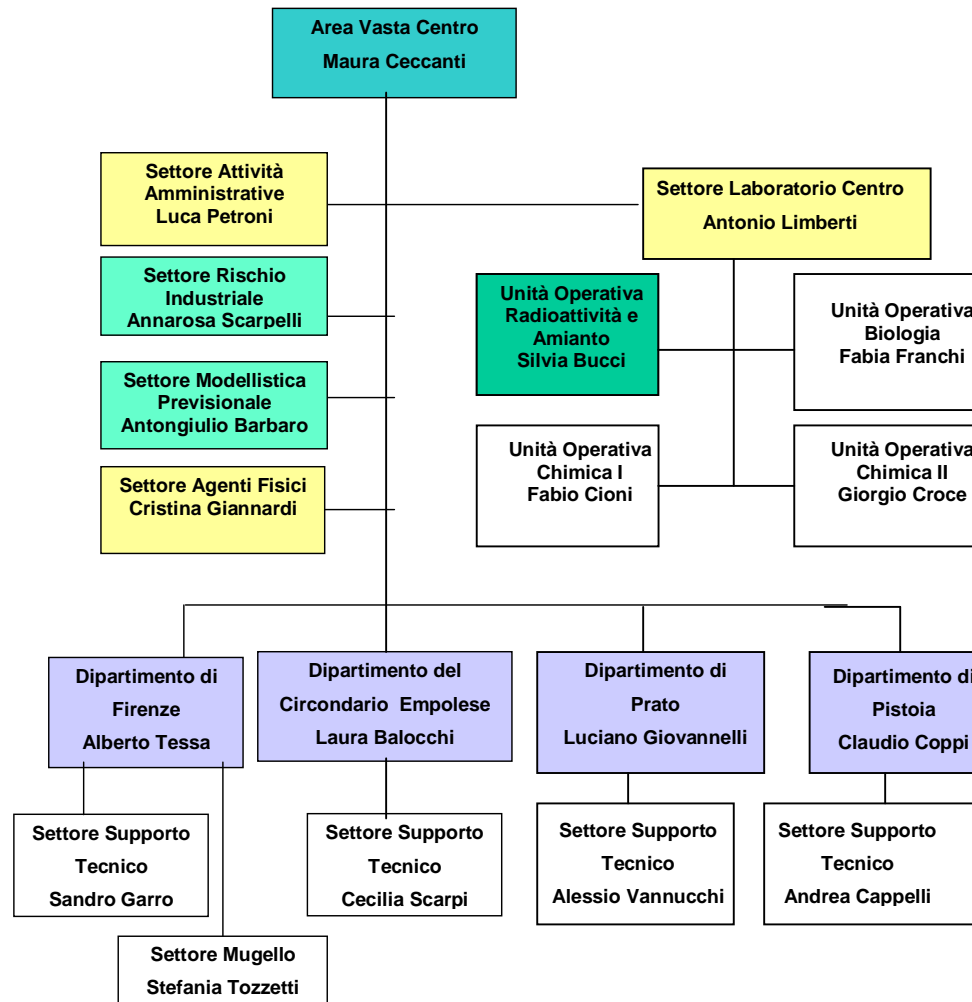 Area Vasta Centro
Maura Ceccanti
Settore Attività
Amministrative
Luca Petroni
Settore Laboratorio Centro
Antonio Limberti
Settore Rischio
Industriale
Annarosa Scarpelli
Unità Operativa
Radioattività e
Amianto
Silvia Bucci
Unità Operativa
Biologia
Fabia Franchi
Settore Modellistica
Previsionale
Antongiulio Barbaro
Unità Operativa
Chimica I
Fabio Cioni
Unità Operativa
Chimica II
Giorgio Croce
Settore Agenti Fisici
Cristina Giannardi
Dipartimento di
Firenze
Alberto Tessa
Dipartimento del
Circondario Empolese
Laura Balocchi
Dipartimento di
Prato
Luciano Giovannelli
Dipartimento di
Pistoia
Claudio Coppi
Settore Supporto
Tecnico
Sandro Garro
Settore Supporto
Tecnico
Cecilia Scarpi
Settore Supporto
Tecnico
Alessio Vannucchi
Settore Supporto
Tecnico
Andrea Cappelli
Settore Mugello
Stefania Tozzetti